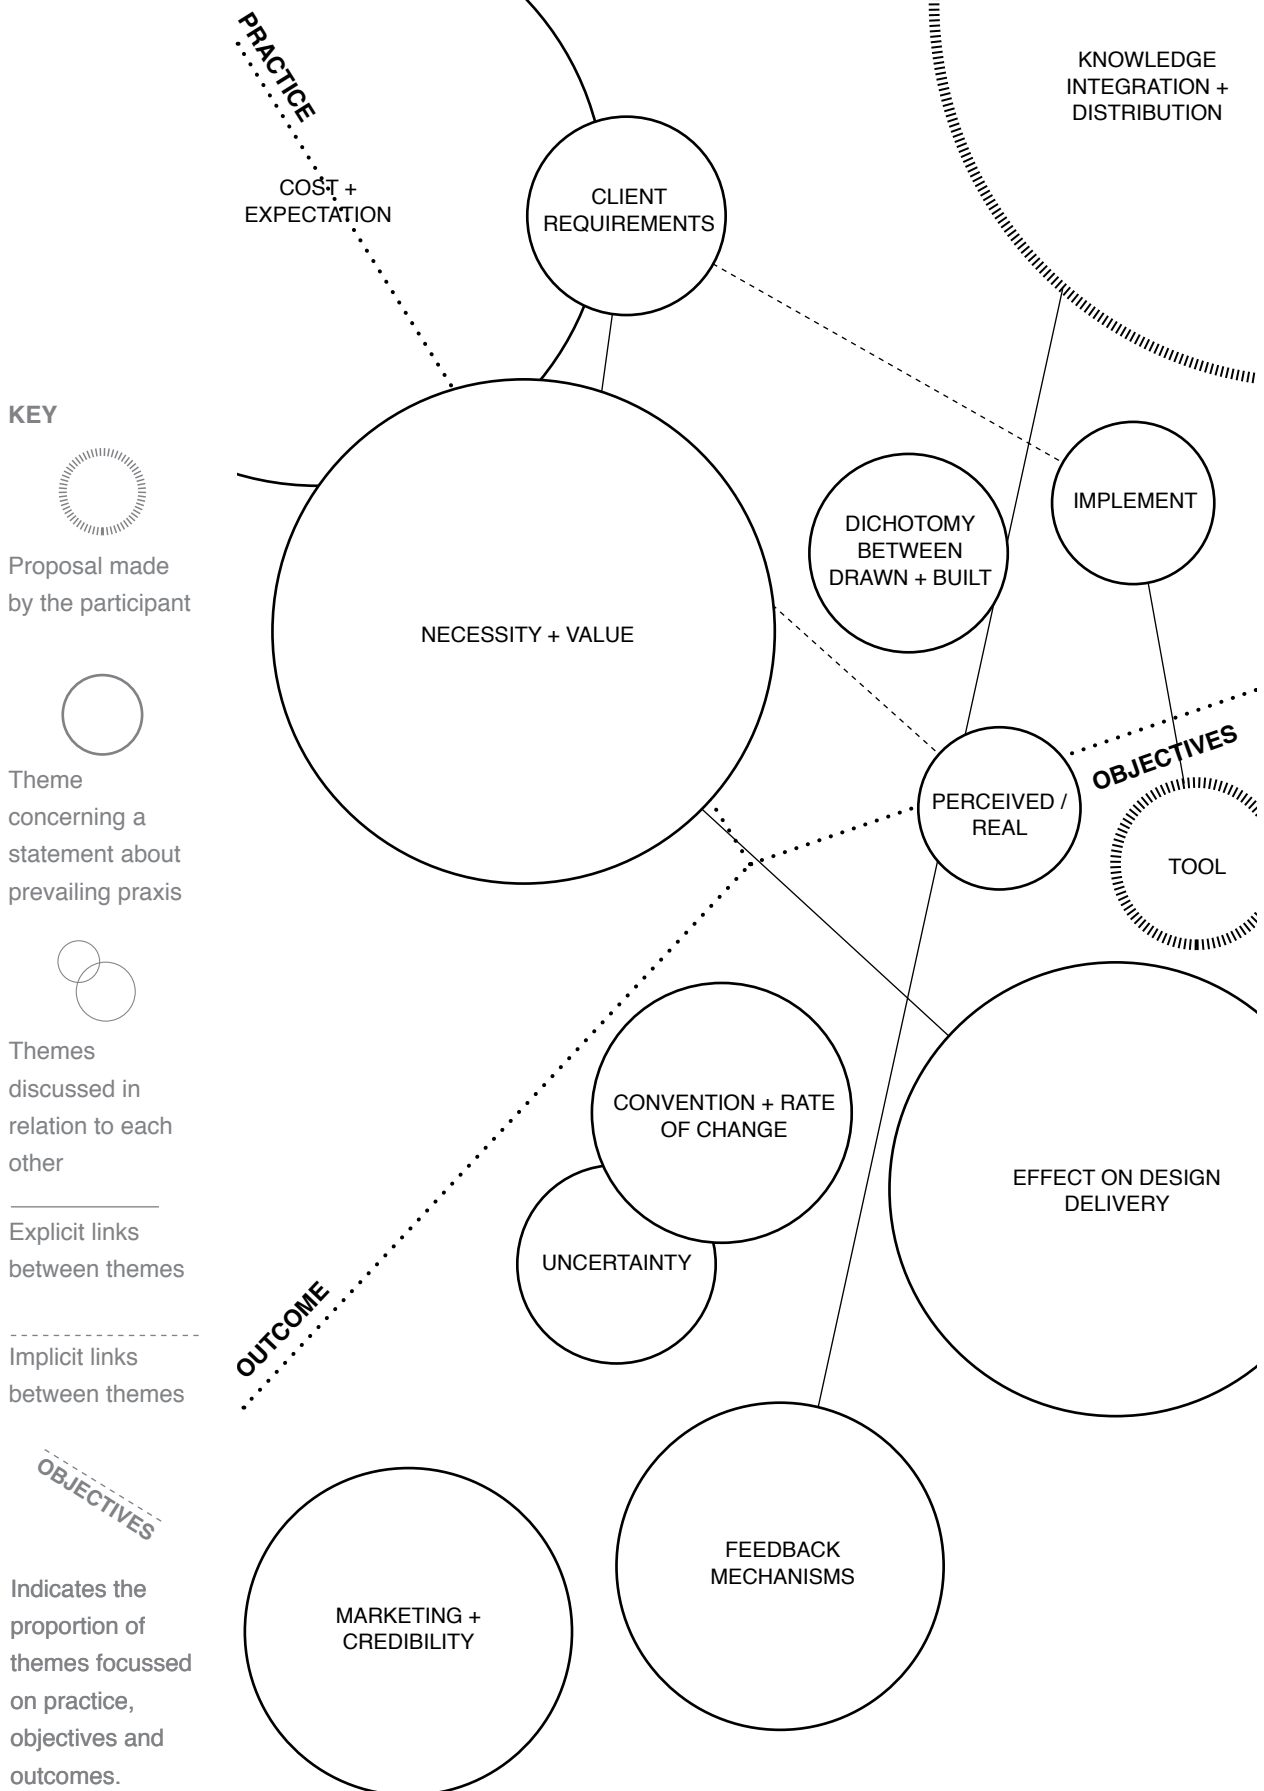 PRACTICE
KNOWLEDGE
INTEGRATION +
DISTRIBUTION
COST +
EXPECTATION
CLIENT
REQUIREMENTS
KEY
Proposal made
by the participant
Theme
concerning a
statement about
prevailing praxis
Themes
discussed in
relation to each
other
Explicit links
between themes
Implicit links
between themes
OBJECTIVES
Indicates the
proportion of
themes focussed
on practice,
objectives and
outcomes.
IMPLEMENT
DICHOTOMY
BETWEEN
DRAWN + BUILT
NECESSITY + VALUE
OBJECTIVES
PERCEIVED /
REAL
TOOL
CONVENTION + RATE
OF CHANGE
EFFECT ON DESIGN
DELIVERY
UNCERTAINTY
OUTCOME
FEEDBACK
MECHANISMS
MARKETING +
CREDIBILITY